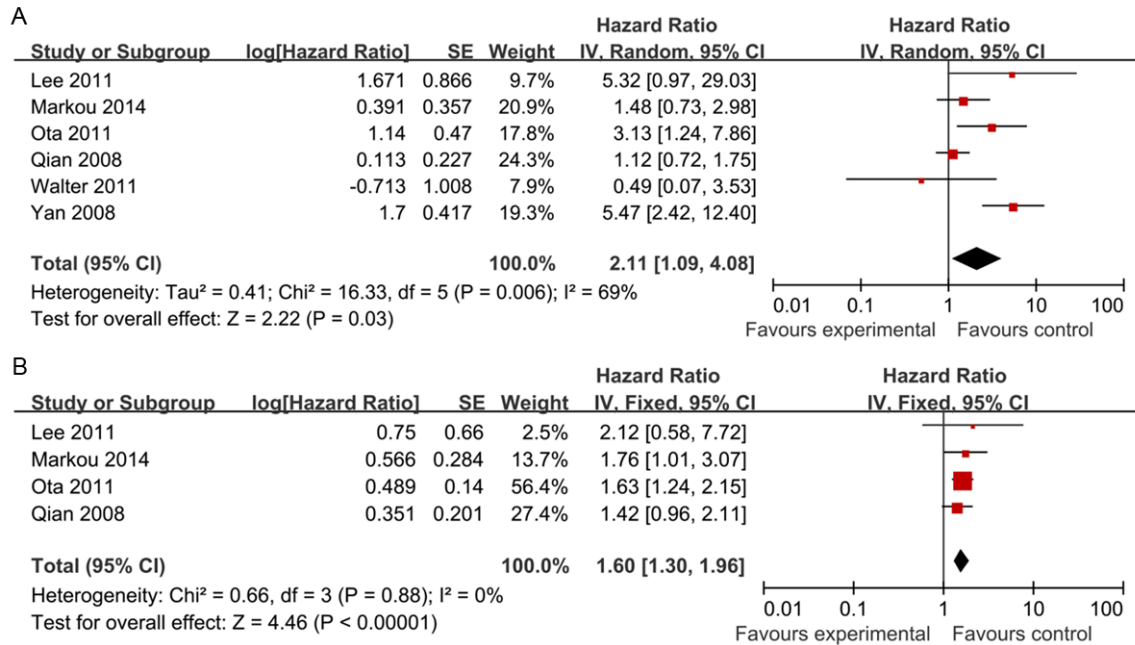 A
Hazard Ratio Hazard Ratio
Study or Subgroup log[Hazard Ratio] SE Weight IV, Random, 95% CI IV, Random, 95% CI
Lee 2011 1.671 0.866 9.7% 5.32 [0.97, 29.03]
Markou 2014 0.391 0.357 20.9% 1.48 [0.73, 2.98]
Ota 2011 1.14 0.47 17.8% 3.13 [1.24, 7.86]
Qian 2008 0.113 0.227 24.3% 1.12 [0.72, 1.75]
Walter 2011 -0.713 1.008 7.9% 0.49 [0.07, 3.53]
Yan 2008 1.7 0.417 19.3% 5.47 [2.42, 12.40]
Total (95% CI) 100.0% 2.11 [1.09, 4.08]
Heterogeneity: Tau² = 0.41; Chi² = 16.33, df = 5 (P = 0.006); I² = 69%
Test for overall effect: Z = 2.22 (P = 0.03)
0.01 0.1 1 10 100
Favours experimental Favours control
B
Hazard Ratio Hazard Ratio
Study or Subgroup log[Hazard Ratio] SE Weight IV, Fixed, 95% CI IV, Fixed, 95% CI
Lee 2011 0.75 0.66 2.5% 2.12 [0.58, 7.72]
Markou 2014 0.566 0.284 13.7% 1.76 [1.01, 3.07]
Ota 2011 0.489 0.14 56.4% 1.63 [1.24, 2.15]
Qian 2008 0.351 0.201 27.4% 1.42 [0.96, 2.11]
Total (95% CI) 100.0% 1.60 [1.30, 1.96]
Heterogeneity: Chi² = 0.66, df = 3 (P = 0.88); I² = 0%
Test for overall effect: Z = 4.46 (P < 0.00001)
0.01 0.1 1 10 100
Favours experimental Favours control